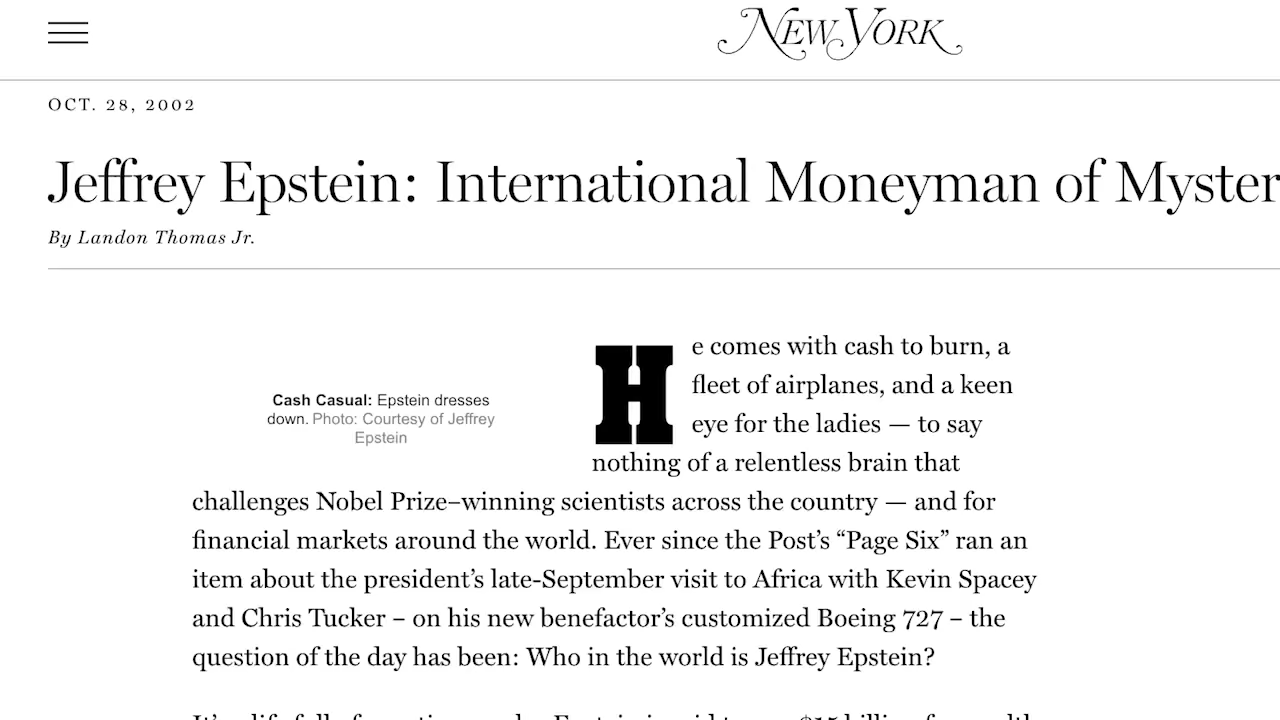 NEW YORK
OCT. 28, 2002
Jeffrey Epstein: International Moneyman of
By Landon Thomas Jr.
Cash Casual: Epstein dresses
down. Photo: Courtesy of Jeffrey
Epstein
He comes with cash to burn, a
fleet of airplanes, and a keen
eye for the ladies — to say
nothing of a relentless brain that
challenges Nobel Prize–winning scientists across the country — and for
financial markets around the world. Ever since the Post’s “Page Six” ran an
item about the president’s late-September visit to Africa with Kevin Spacey
and Chris Tucker – on his new benefactor’s customized Boeing 727 – the
question of the day has been: Who in the world is Jeffrey Epstein?